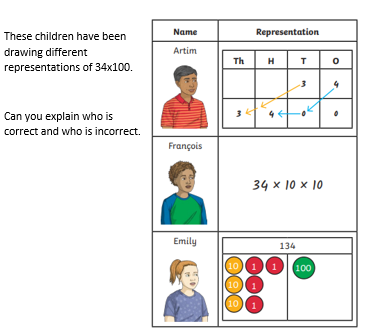 These children have been
drawing different
representations of 34x100.
Can you explain who is
correct and who is incorrect.
Name Representation
Artim
Th H T O
3 4
3 4 0 0
François
34 × 10 × 10
Emily
134
10 1 1 100
10 1
10 1